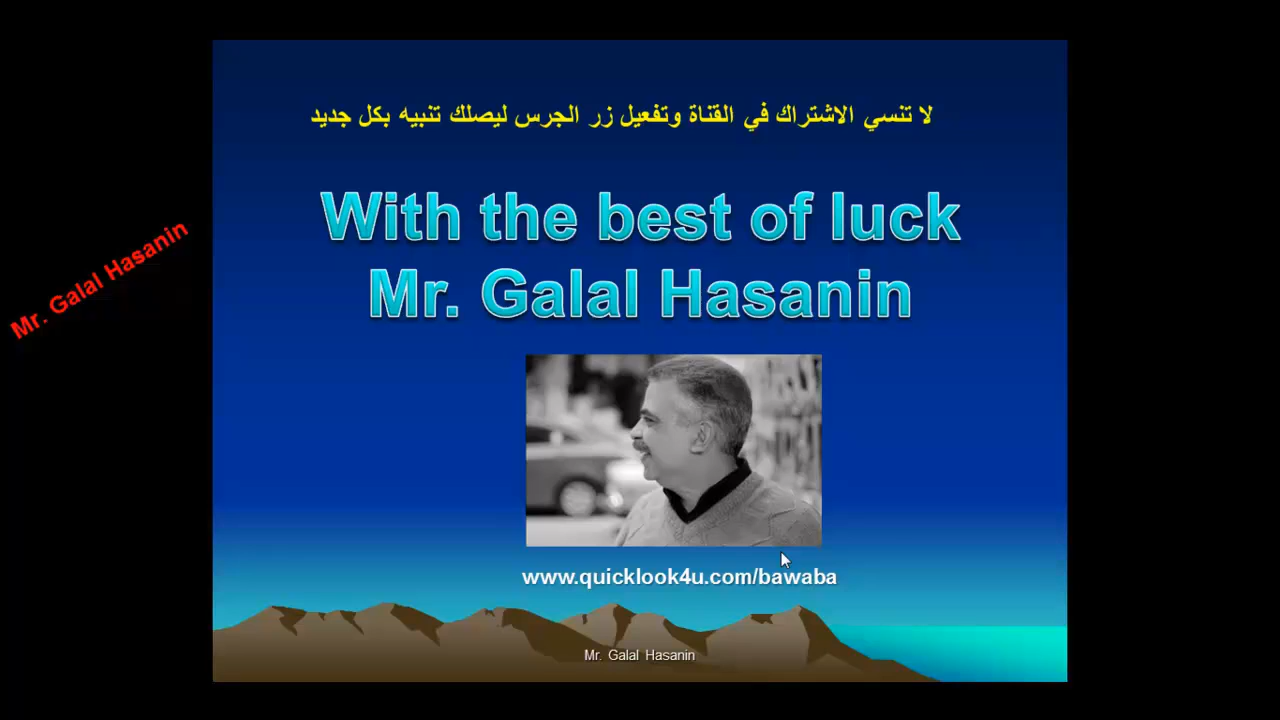 لا تنسي الاشتراك في القناة وتفعيل زر الجرس ليصلك تنبيه بكل جديد
With the best of luck
Mr. Galal Hasanin
Mr. Galal Hasanin
www.quicklook4u.com/bawaba
Mr. Galal Hasanin